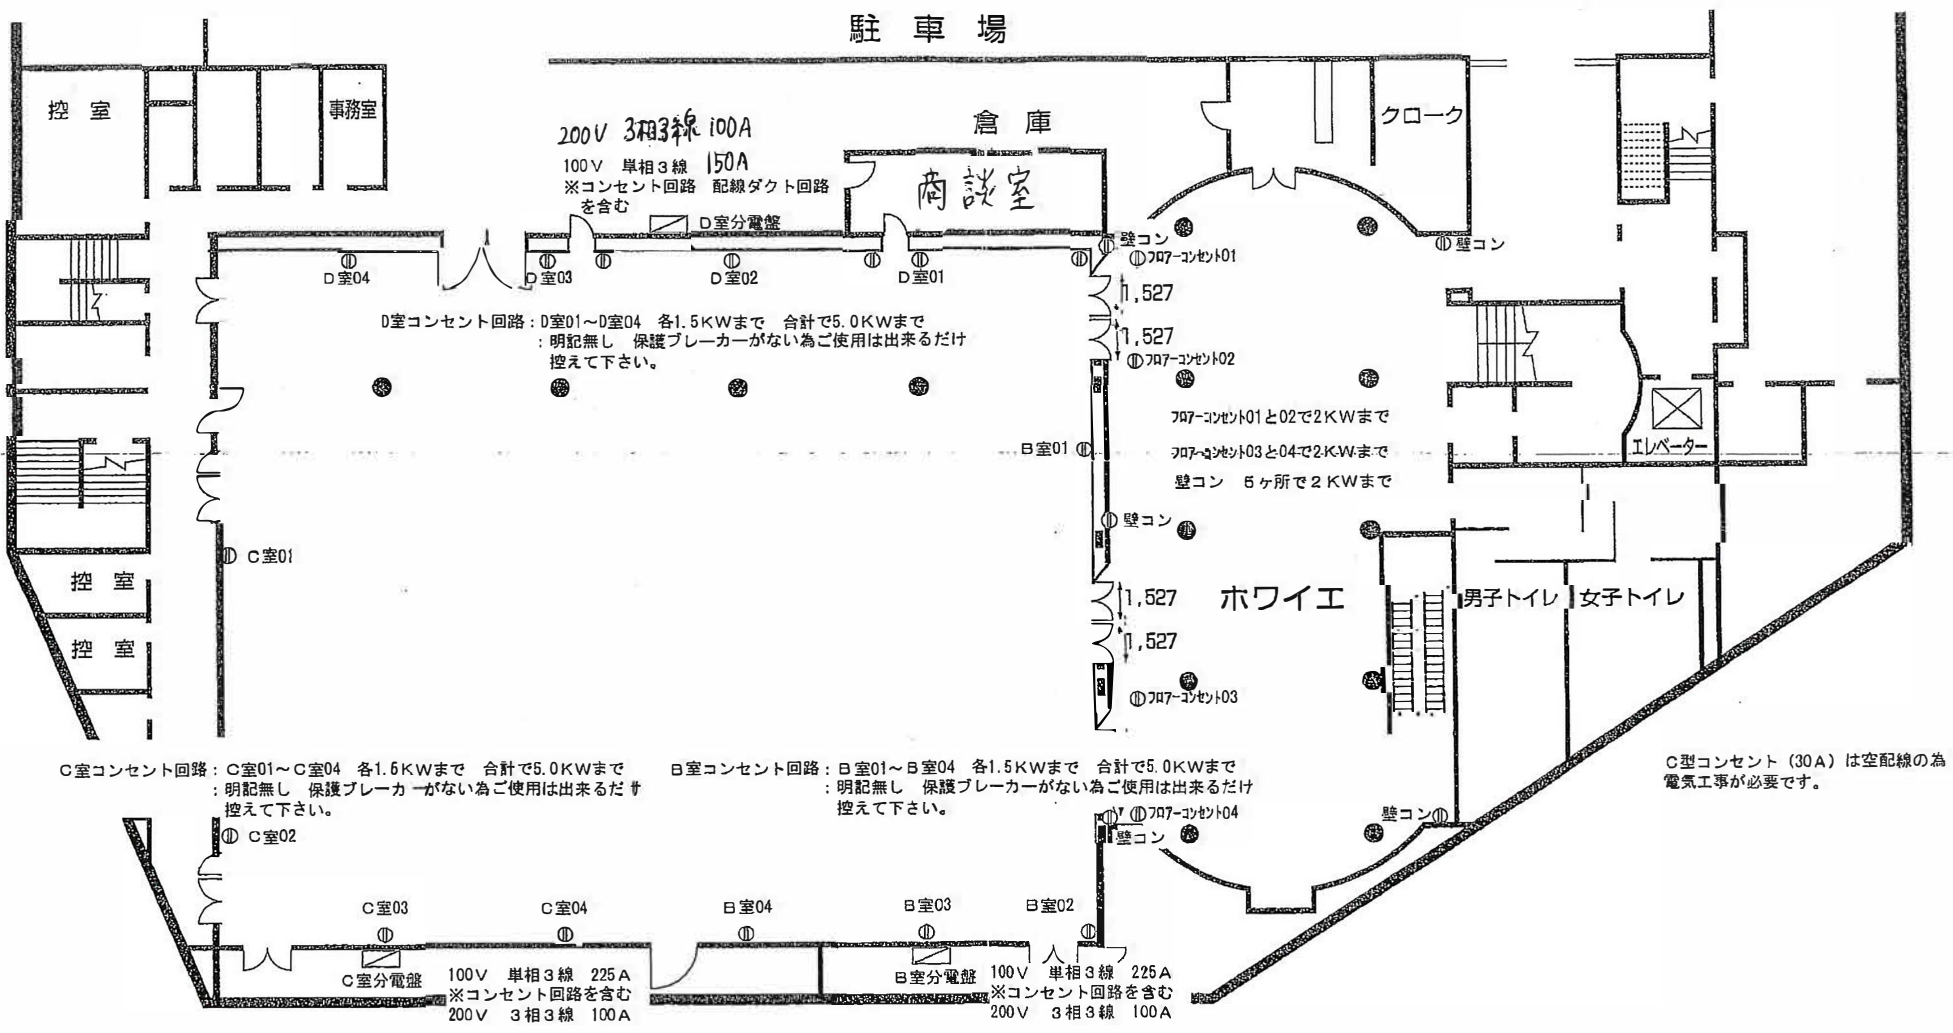 駐車場
控室
事務室
200V 3相3線 100A
100V 単相3線 150A
※コンセント回路 配線ダクト回路
を含む
D室分電盤
倉庫
商談室
クローク
壁コン
フロアーコンセント01
壁コン
D室04
D室03
D室02
D室01
1,527
1,527
D室コンセント回路：D室01～D室04 各1.5KWまで 合計で5.0KWまで
：明記無し 保護ブレーカーがない為ご使用は出来るだけ
控えて下さい。
フロアーコンセント02
フロアーコンセント01と02で2KWまで
フロアーコンセント03と04で2KWまで
壁コン 5ヶ所で2KWまで
エレベーター
B室01
壁コン
C室01
控室
控室
1,527
1,527
ホワイエ
男子トイレ
女子トイレ
フロアーコンセント03
C室コンセント回路：C室01～C室04 各1.5KWまで 合計で5.0KWまで
：明記無し 保護ブレーカーがない為ご使用は出来るだけ
控えて下さい。
B室コンセント回路：B室01～B室04 各1.5KWまで 合計で5.0KWまで
：明記無し 保護ブレーカーがない為ご使用は出来るだけ
控えて下さい。
C型コンセント（30A）は空配線の為
電気工事が必要です。
フロアーコンセント04
壁コン
壁コン
C室02
C室03
C室04
B室04
B室03
B室02
C室分電盤
100V 単相3線 225A
※コンセント回路を含む
200V 3相3線 100A
B室分電盤
100V 単相3線 225A
※コンセント回路を含む
200V 3相3線 100A